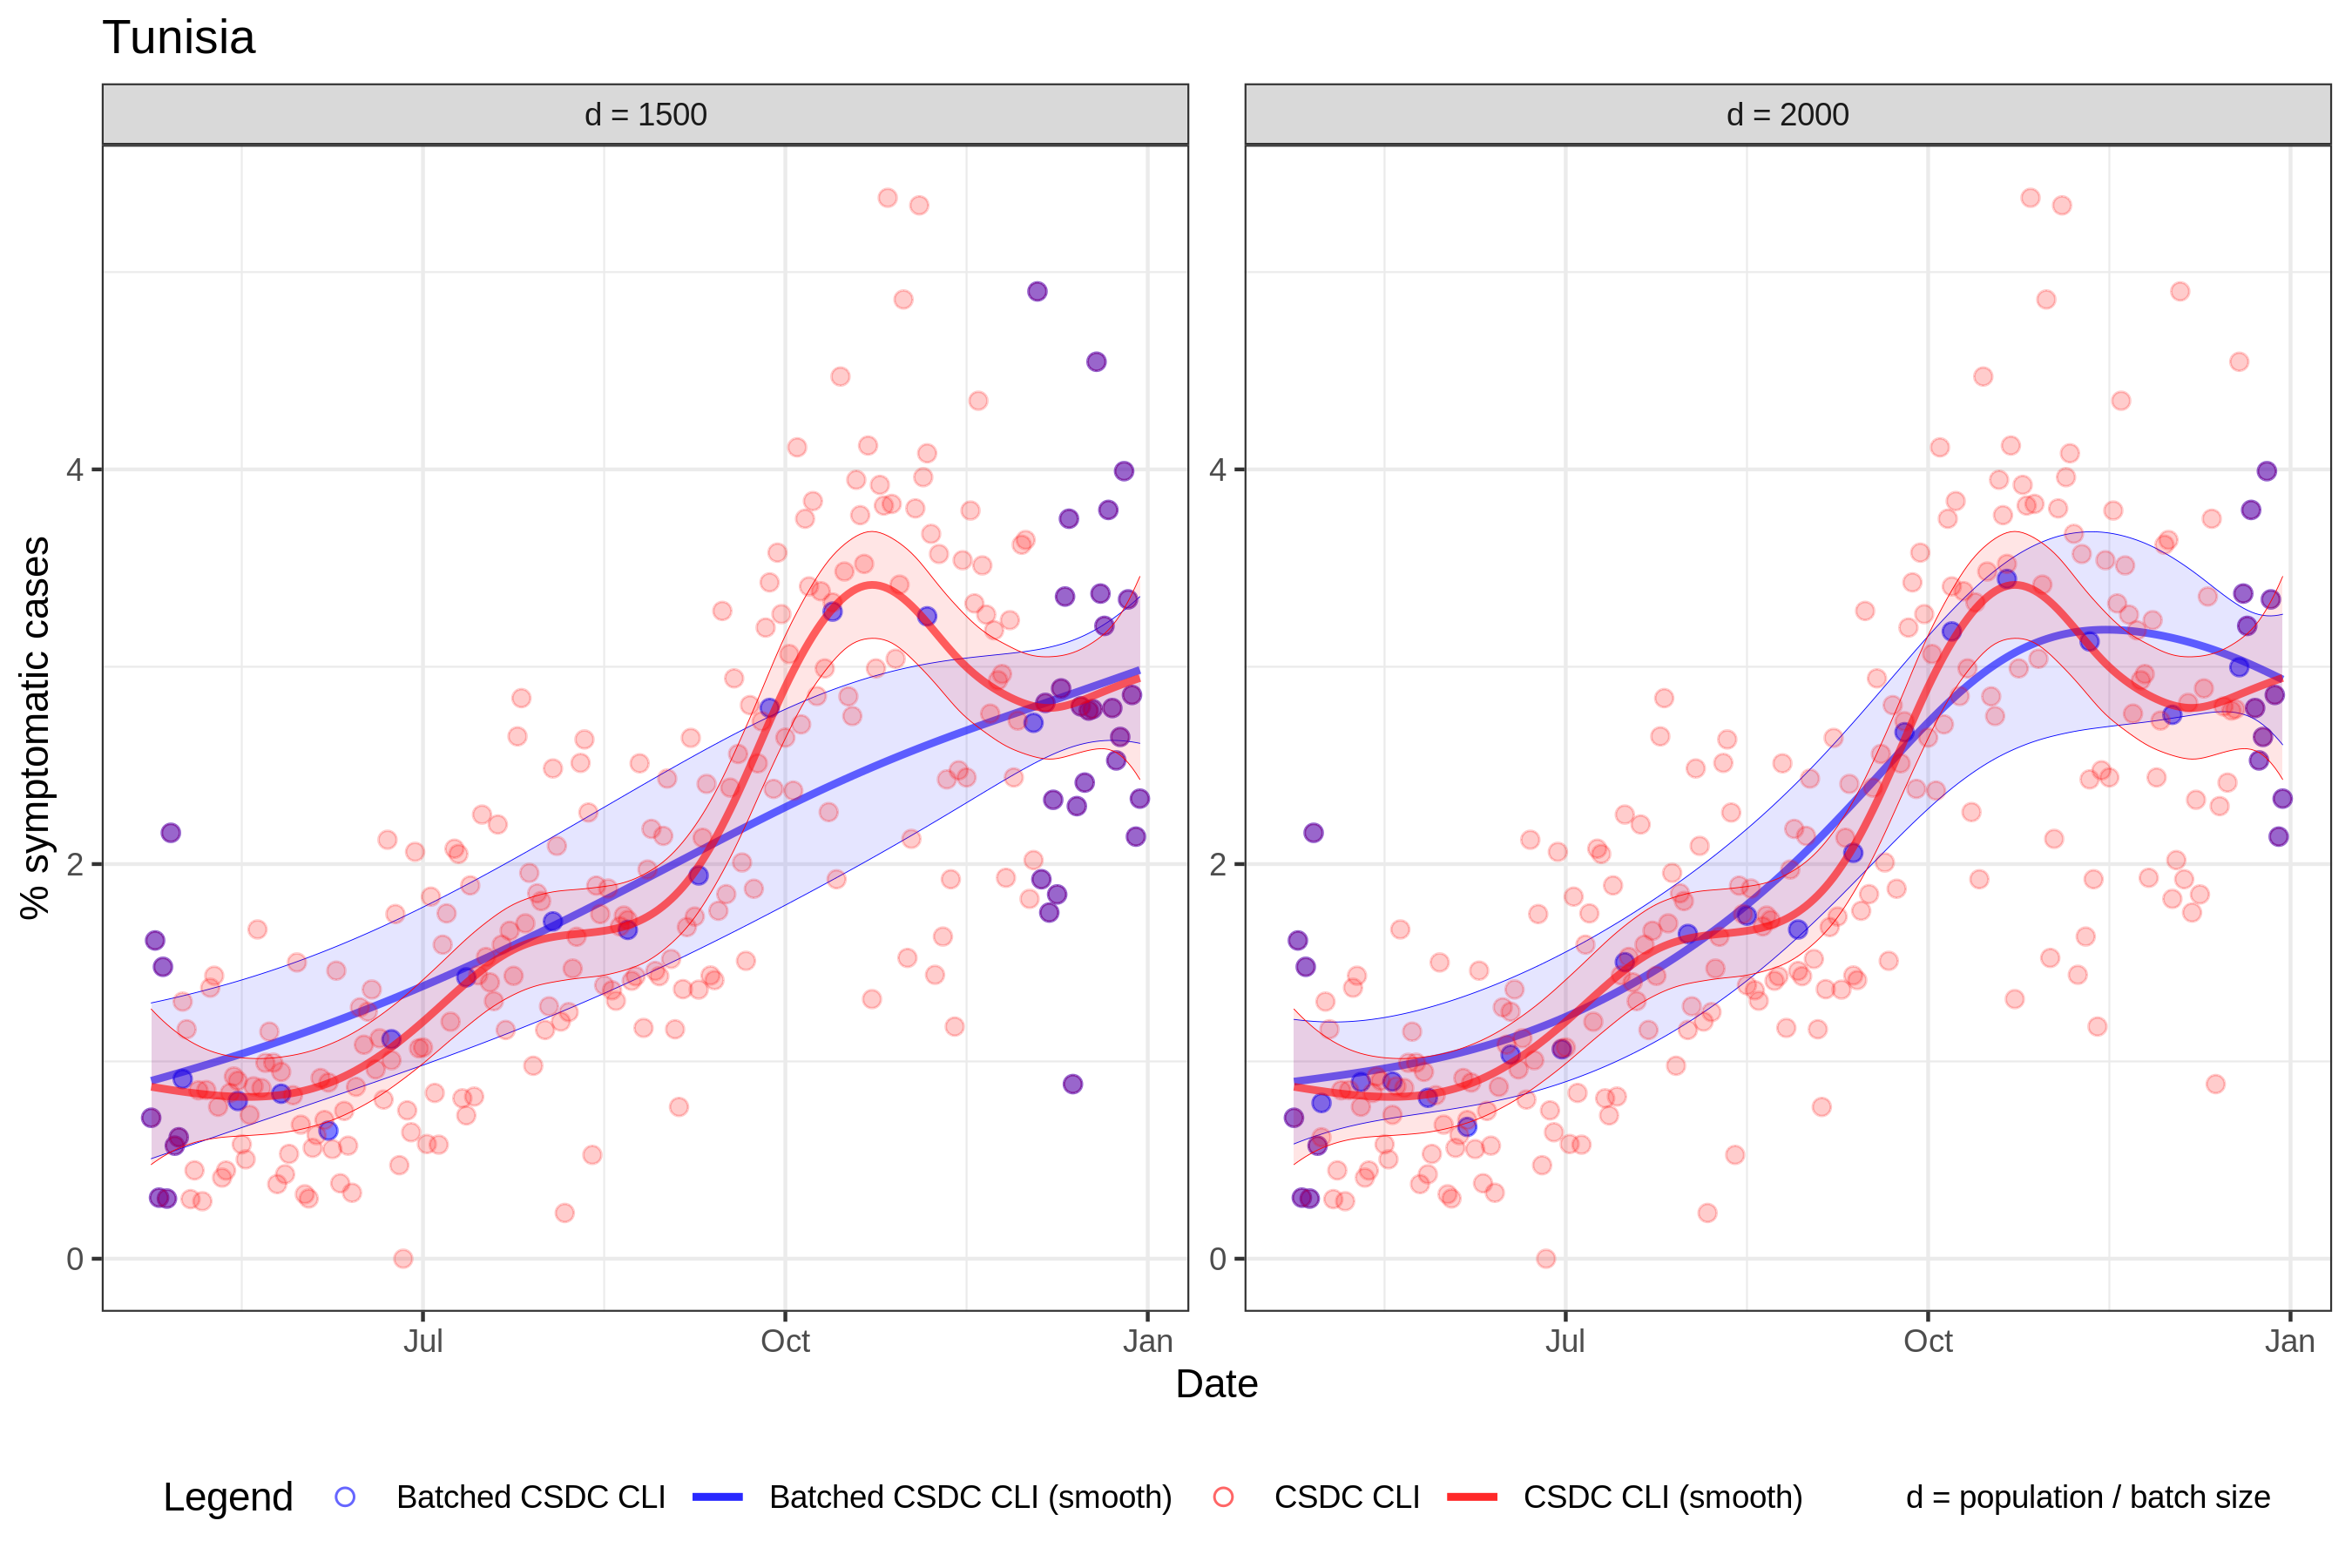 Tunisia
d = 1500
d = 2000
% symptomatic cases
4
2
0
4
2
0
Jul
Oct
Jan
Jul
Oct
Jan
Date
Legend
Batched CSDC CLI
Batched CSDC CLI (smooth)
CSDC CLI
CSDC CLI (smooth)
d = population / batch size